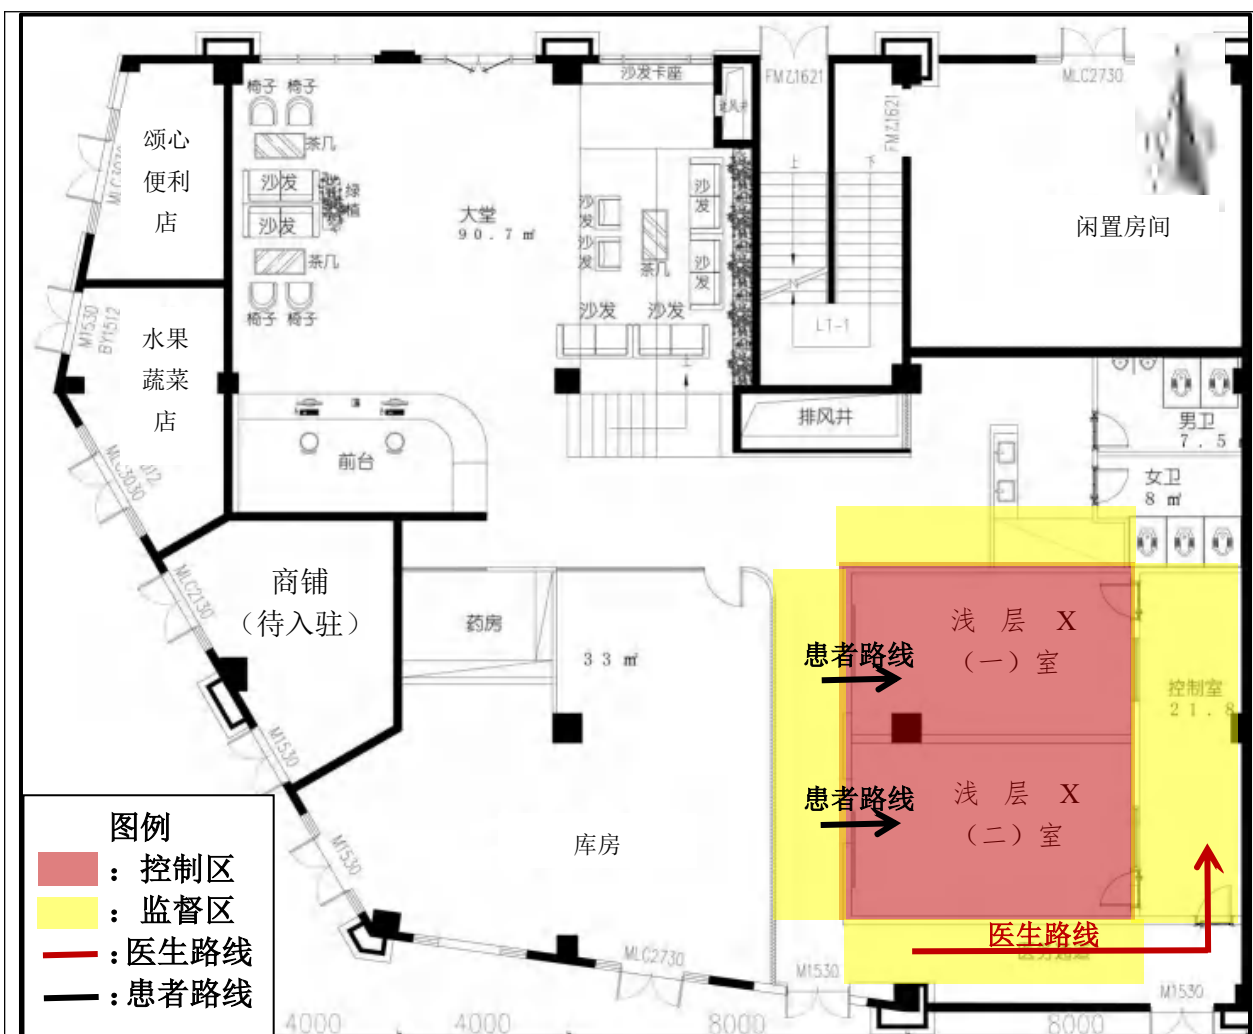 沙发卡座
FMZ1621
MLC2730
椅子 椅子
FMZ1621
颂心
便利
店
茶几
MLC3030
上
下
沙发
绿植
沙发
大堂
90.7㎡
沙发
沙发
沙发
茶几
沙发
闲置房间
茶几
椅子 椅子
沙发 沙发
LT-1
M1530
BY1512
水果
蔬菜
店
上
排风井
男卫
7.5
前台
女卫
8㎡
MLC3030
MLC2130
商铺
（待入驻）
药房
33㎡
浅 层 X
（一）室
患者路线
控制室
21.8
M1530
浅 层 X
（二）室
患者路线
库房
M1530
图例
：控制区
：监督区
：医生路线
：患者路线
医生路线
MLC2730
M1530
M1530
4000
4000
8000
8000